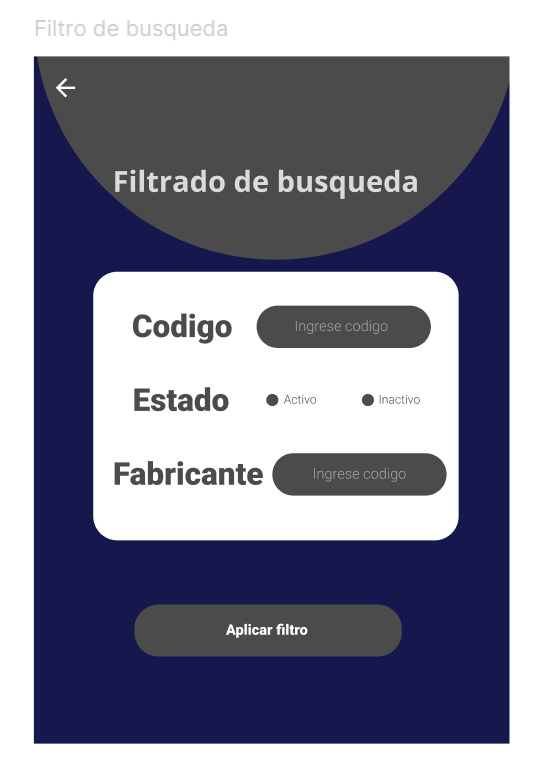 Filtro de busqueda
Filtrado de busqueda
Codigo Ingrese codigo
Estado Activo Inactivo
Fabricante Ingrese codigo
Aplicar filtro